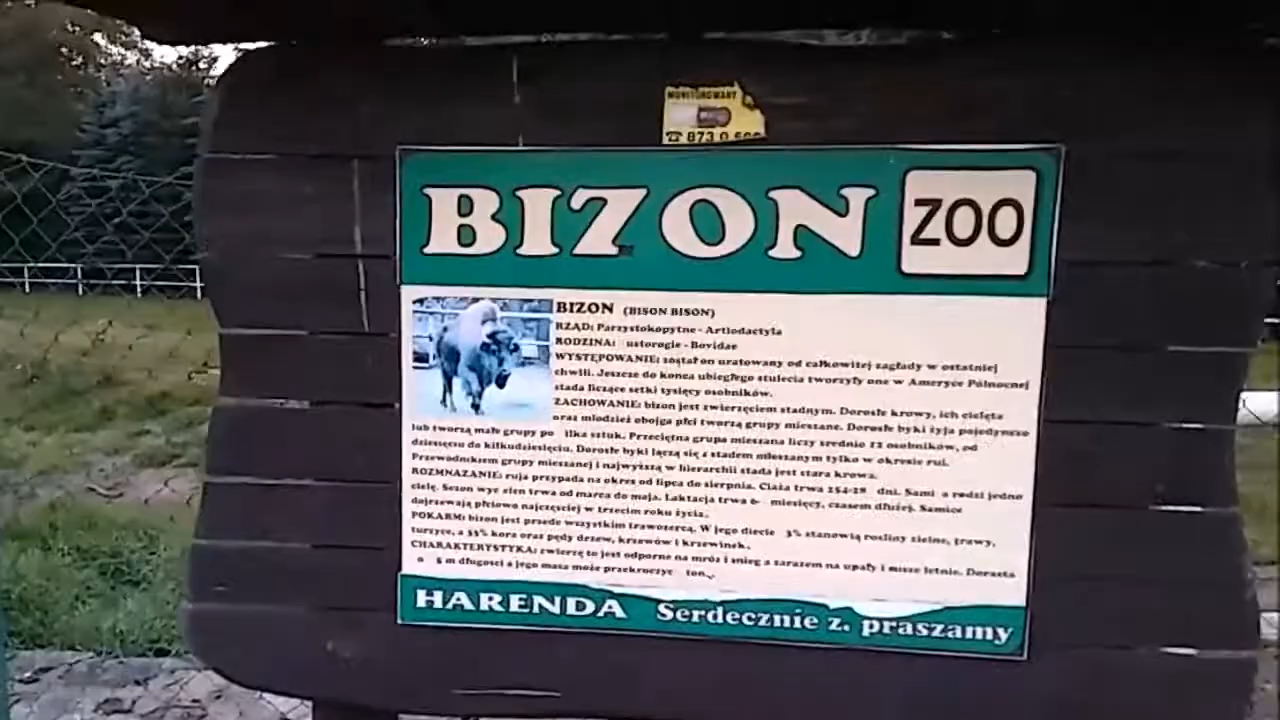 MONITOROWANY
☎ 873 0
BIZON ZOO
BIZON (BISON BISON)
RZĄD: Parzystokopytne - Artiodactyla
RODZINA: ustorogie - Bovidae
WYSTĘPOWANIE: został on uratowany od całkowitej zagłady w ostatniej
chwili. Jeszcze do końca ubiegłego stulecia tworzyły one w Ameryce Północnej
stada liczące setki tysięcy osobników.
ZACHOWANIE: bizon jest zwierzęciem stadnym. Dorosłe krowy, ich cielęta
oraz młodzież obojga płci tworzą grupy mieszane. Dorosłe byki żyją pojedynczo
lub tworzą małe grupy po ilka sztuk. Przeciętna grupa mieszana liczy średnio 12 osobników, od
dziesięciu do kilkudziesięciu. Dorosłe byki łączą się z stadem mieszanym tylko w okresie rui.
Przewodnikiem grupy mieszanej i najwyższą w hierarchii stada jest stara krowa.
ROZMNAŻANIE: ruja przypada na okres od lipca do sierpnia. Ciąża trwa dni. Sami a rodzi jedno
cielę. Sezon wyc eleń trwa od marca do maja. Laktacja trwa 6- miesięcy, czasem dłużej. Samice
dojrzewają płciowo najczęściej w trzecim roku życia.
POKARM: bizon jest przede wszystkim trawożercą. W jego diecie 3% stanowią rośliny zielne, trawy,
turzyce, a 33% kora oraz pędy drzew, krzewów i krzewinek.
CHARAKTERYSTYKA: zwierzę to jest odporne na mróz i śnieg a zarazem na upały i susze letnie. Dorasta
o 5 m długości a jego masa może przekroczyć ton.
HARENDA Serdecznie z. praszamy